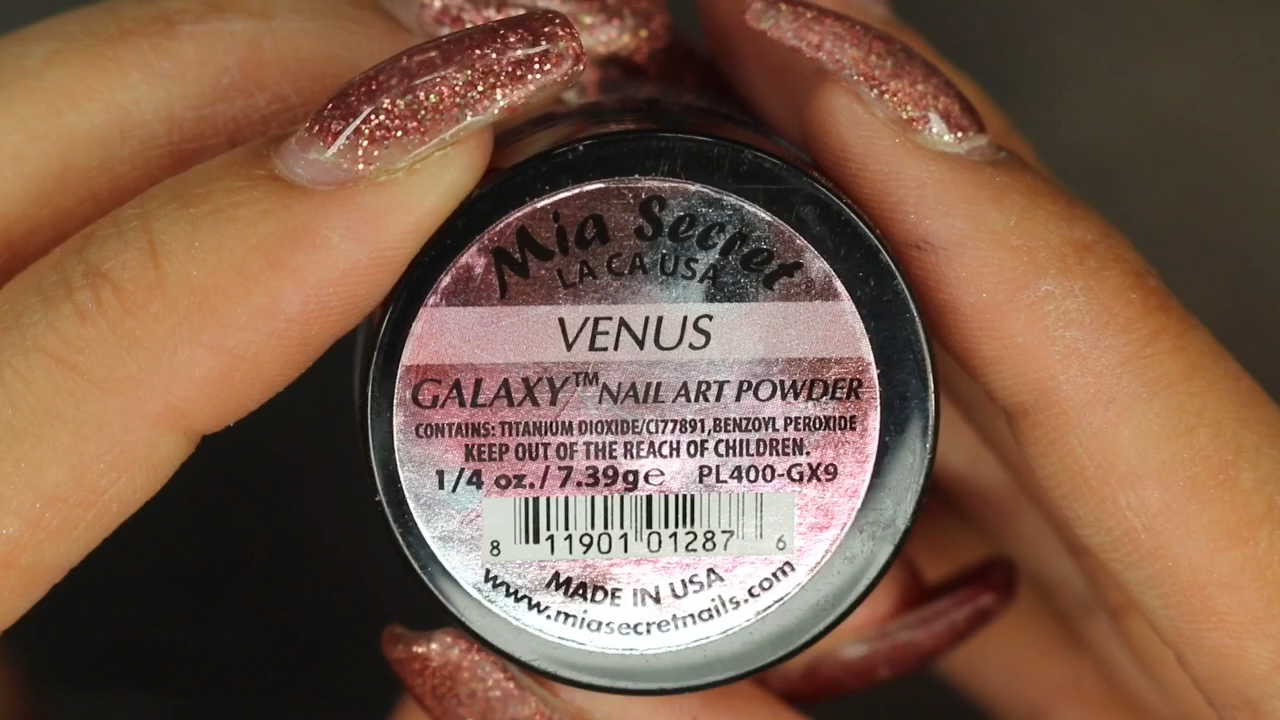 Mia Secret®
LA CA USA
VENUS
GALAXY™ NAIL ART POWDER
CONTAINS: TITANIUM DIOXIDE/CI77891, BENZOYL PEROXIDE
KEEP OUT OF THE REACH OF CHILDREN.
1/4 oz./ 7.39g℮ PL400-GX9
8 11901 01287 6
MADE IN USA
www.miasecretnails.com